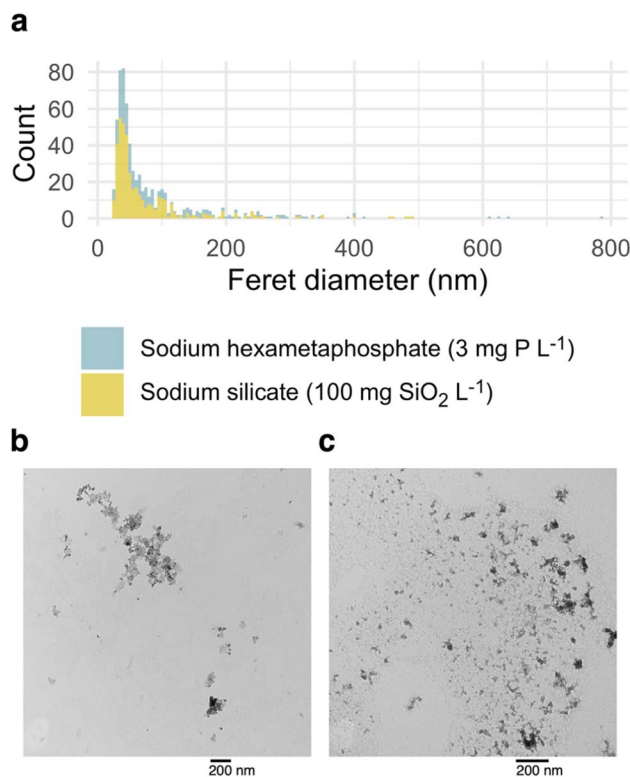 a
80
60
40
20
0
Count
0 200 400 600 800
Feret diameter (nm)
Sodium hexametaphosphate (3 mg P L-1)
Sodium silicate (100 mg SiO2 L-1)
b c
200 nm 200 nm